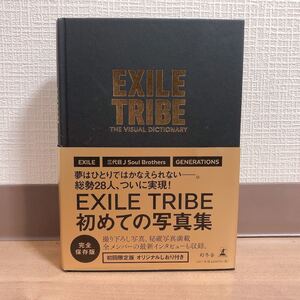 EXILE
TRIBE
THE VISUAL DICTIONARY
EXILE
三代目 J Soul Brothers
GENERATIONS
夢はひとりではかなえられない——。
総勢28人、ついに実現!
EXILE TRIBE
初めての写真集
完全
保存版
撮り下ろし写真、秘蔵写真満載
全メンバーの最新インタビューも収録。
初回限定版 オリジナルしおり付き
幻冬舎